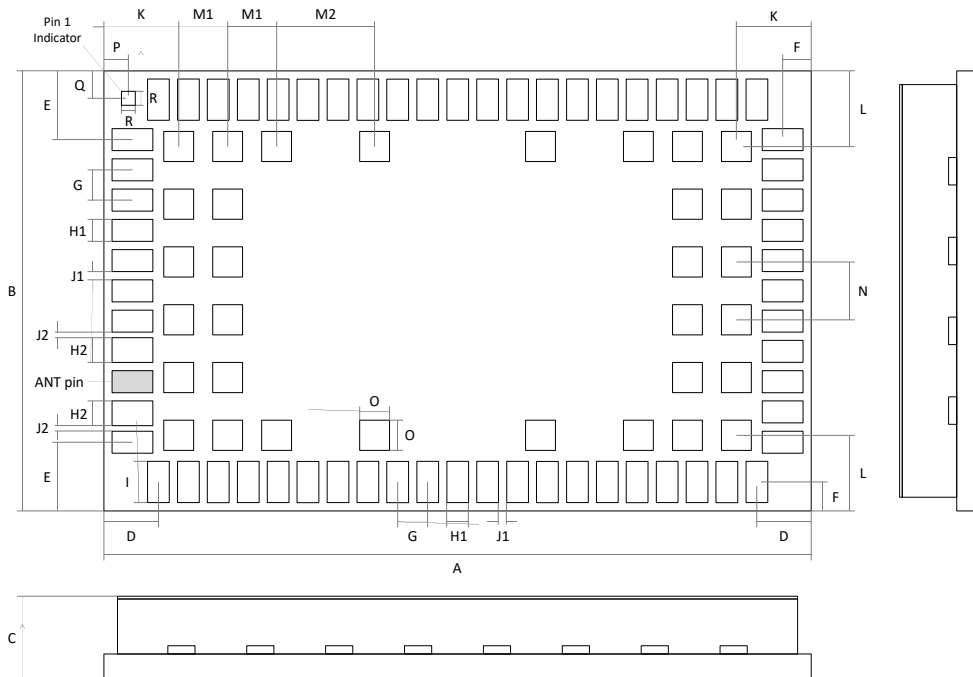 K
M1
M1
M2
K
Pin 1
Indicator
P
F
Q
E
R
R
L
G
H1
J1
B
N
J2
H2
ANT pin
O
H2
O
J2
L
E
I
F
D
G
H1
J1
D
A
C